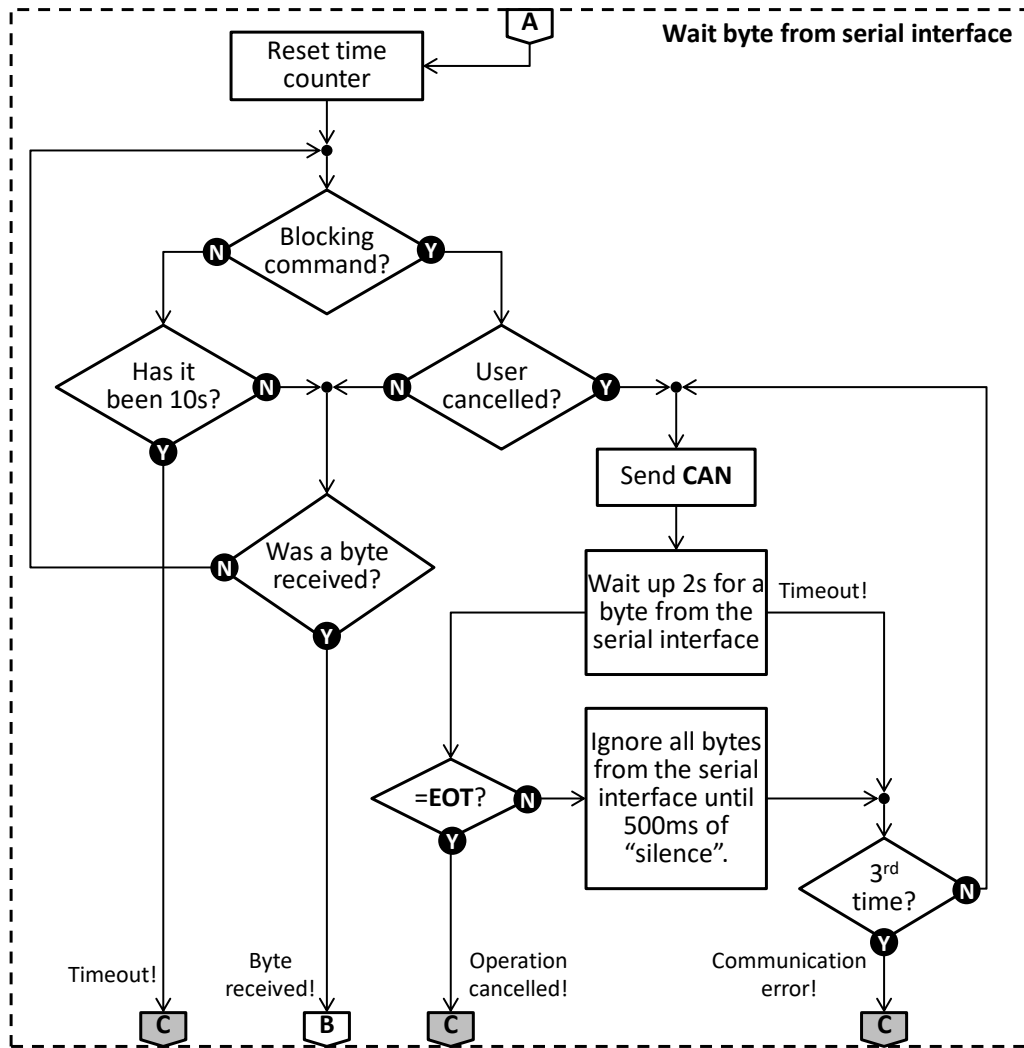 A
Wait byte from serial interface
Reset time
counter
Blocking
command?
N
Y
Has it
been 10s?
N
Y
User
cancelled?
N
Y
Send CAN
Was a byte
received?
N
Y
Wait up 2s for a
byte from the
serial interface
Timeout!
=EOT?
N
Y
Ignore all bytes
from the serial
interface until
500ms of
“silence”.
3rd
time?
N
Y
Timeout!
Byte
received!
Operation
cancelled!
Communication
error!
C
B
C
C